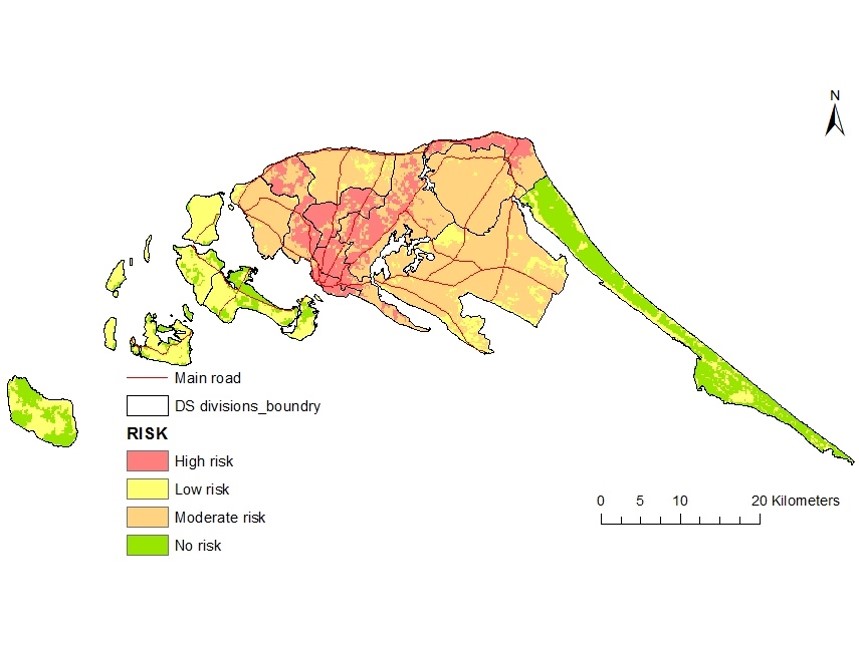 N
Main road
DS divisions_boundry
RISK
High risk
Low risk
Moderate risk
No risk
0 5 10 20 Kilometers